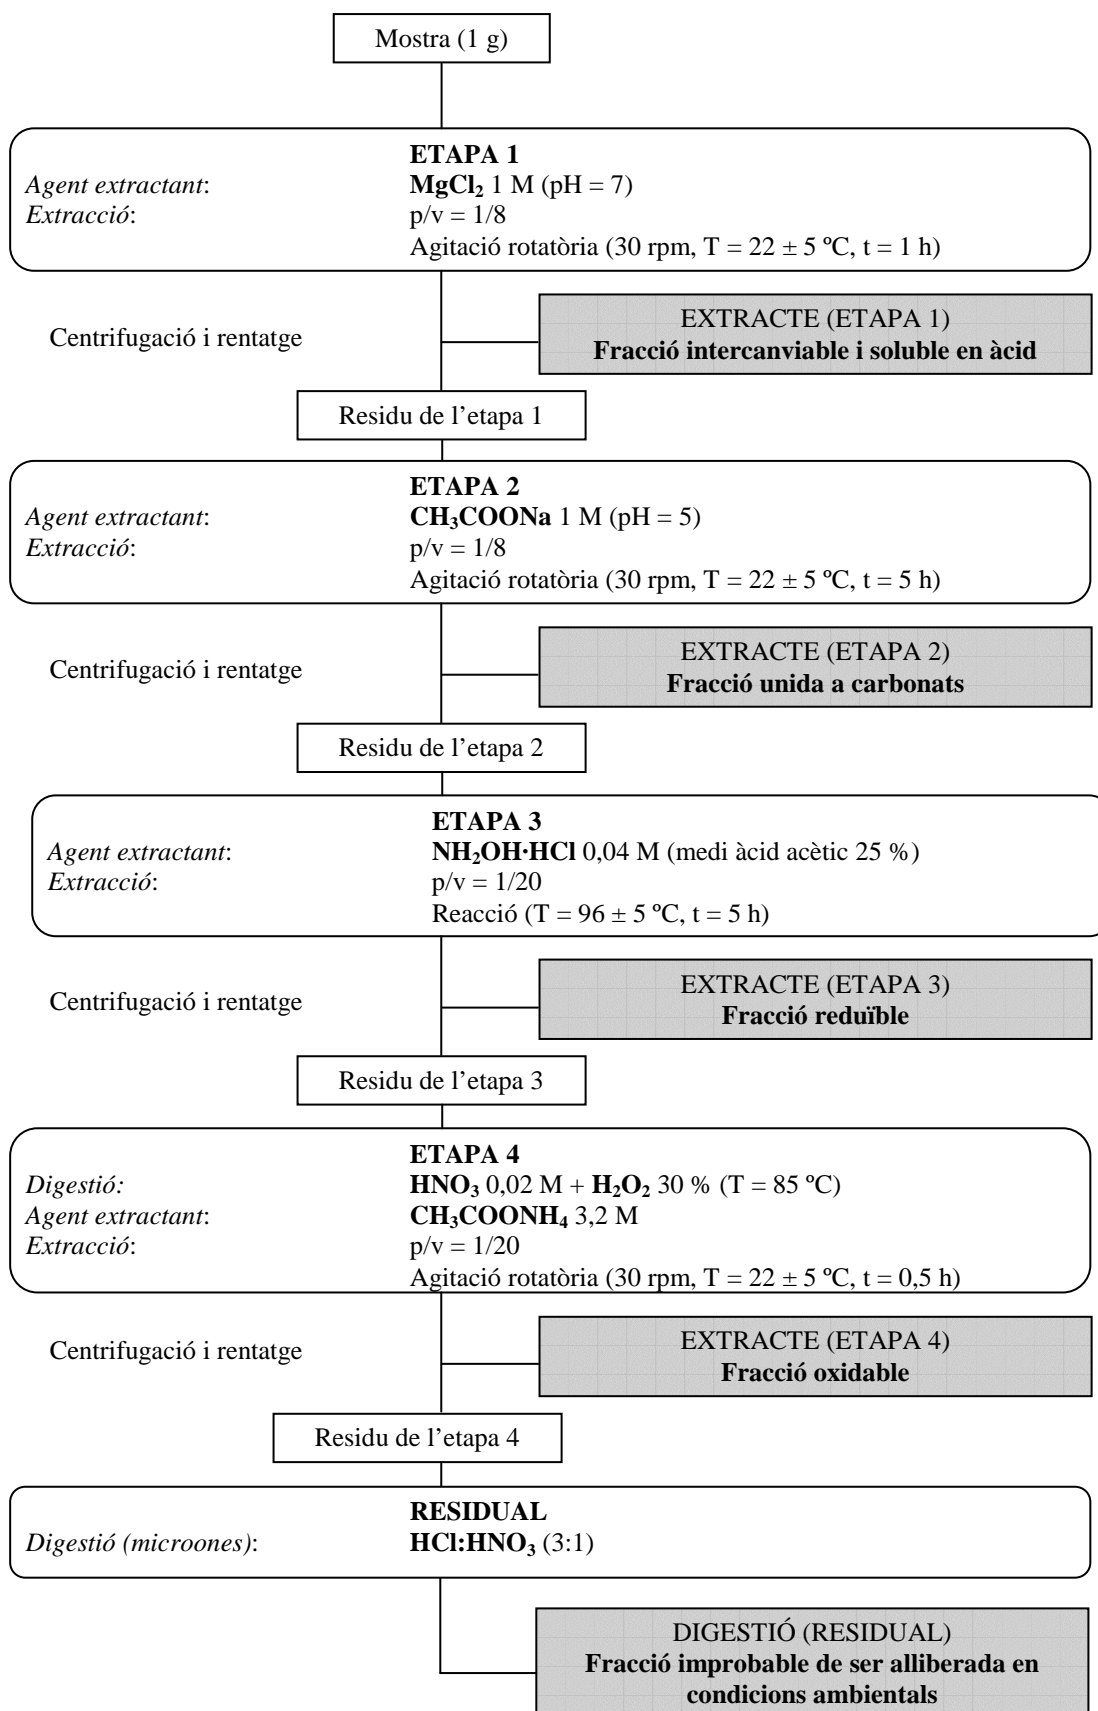 Mostra (1 g)
ETAPA 1
Agent extractant: MgCl₂ 1 M (pH = 7)
Extracció: p/v = 1/8
Agitació rotatòria (30 rpm, T = 22 ± 5 ºC, t = 1 h)
Centrifugació i rentatge
EXTRACTE (ETAPA 1)
Fracció intercanviable i soluble en àcid
Residu de l’etapa 1
ETAPA 2
Agent extractant: CH₃COONa 1 M (pH = 5)
Extracció: p/v = 1/8
Agitació rotatòria (30 rpm, T = 22 ± 5 ºC, t = 5 h)
Centrifugació i rentatge
EXTRACTE (ETAPA 2)
Fracció unida a carbonats
Residu de l’etapa 2
ETAPA 3
Agent extractant: NH₂OH·HCl 0,04 M (medi àcid acètic 25 %)
Extracció: p/v = 1/20
Reacció (T = 96 ± 5 ºC, t = 5 h)
Centrifugació i rentatge
EXTRACTE (ETAPA 3)
Fracció reduïble
Residu de l’etapa 3
ETAPA 4
Digestió: HNO₃ 0,02 M + H₂O₂ 30 % (T = 85 ºC)
Agent extractant: CH₃COONH₄ 3,2 M
Extracció: p/v = 1/20
Agitació rotatòria (30 rpm, T = 22 ± 5 ºC, t = 0,5 h)
Centrifugació i rentatge
EXTRACTE (ETAPA 4)
Fracció oxidable
Residu de l’etapa 4
RESIDUAL
Digestió (microones): HCl:HNO₃ (3:1)
DIGESTIÓ (RESIDUAL)
Fracció improbable de ser alliberada en
condicions ambientals